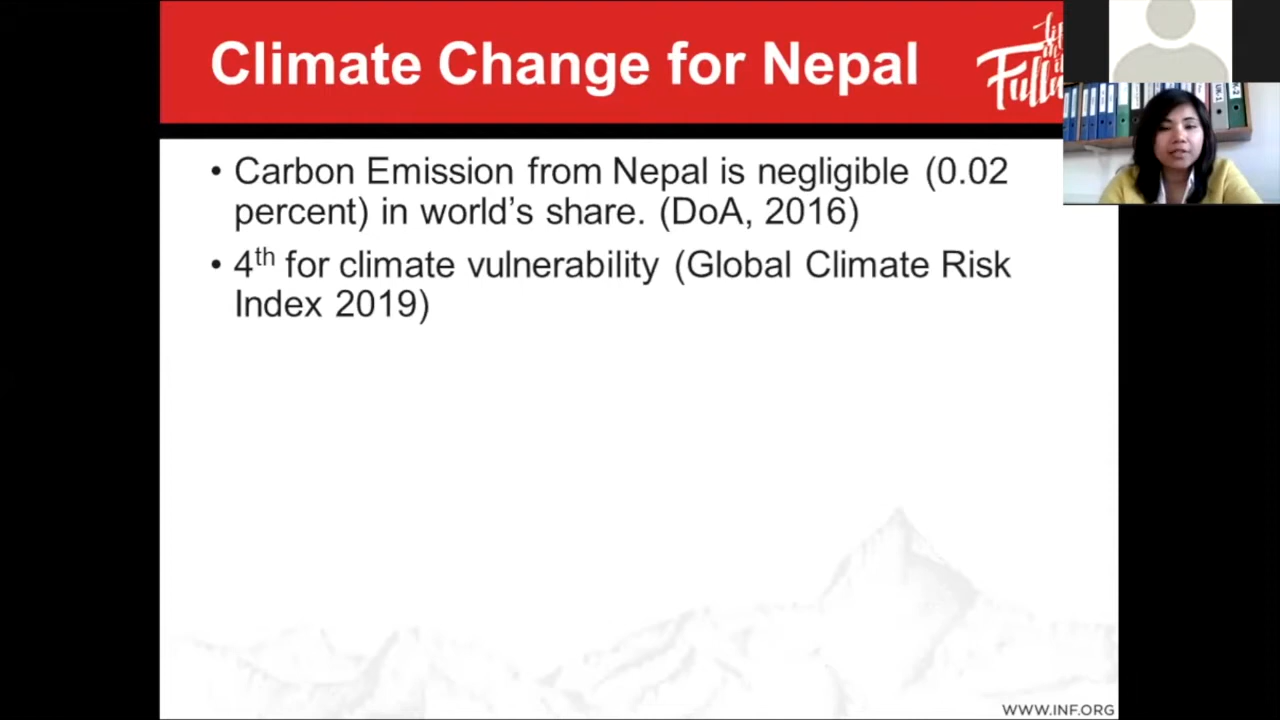 Climate Change for Nepal
• Carbon Emission from Nepal is negligible (0.02
percent) in world’s share. (DoA, 2016)
• 4th for climate vulnerability (Global Climate Risk
Index 2019)
WWW.INF.ORG